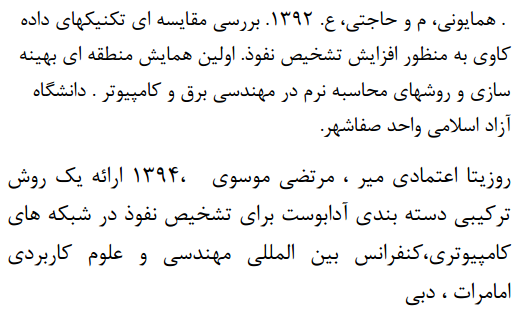 . همایونی، م و حاجتی، ع. ۱۳۹۲. بررسی مقایسه ای تکنیکهای داده
کاوی به منظور افزایش تشخیص نفوذ. اولین همایش منطقه ای بهینه
سازی و روشهای محاسبه نرم در مهندسی برق و کامپیوتر . دانشگاه
آزاد اسلامی واحد صفاشهر.
روزیتا اعتمادی میر ، مرتضی موسوی ،۱۳۹۴ ارائه یک روش
ترکیبی دسته بندی آدابوست برای تشخیص نفوذ در شبکه های
کامپیوتری،کنفرانس بین المللی مهندسی و علوم کاربردی
امامرات ، دبی